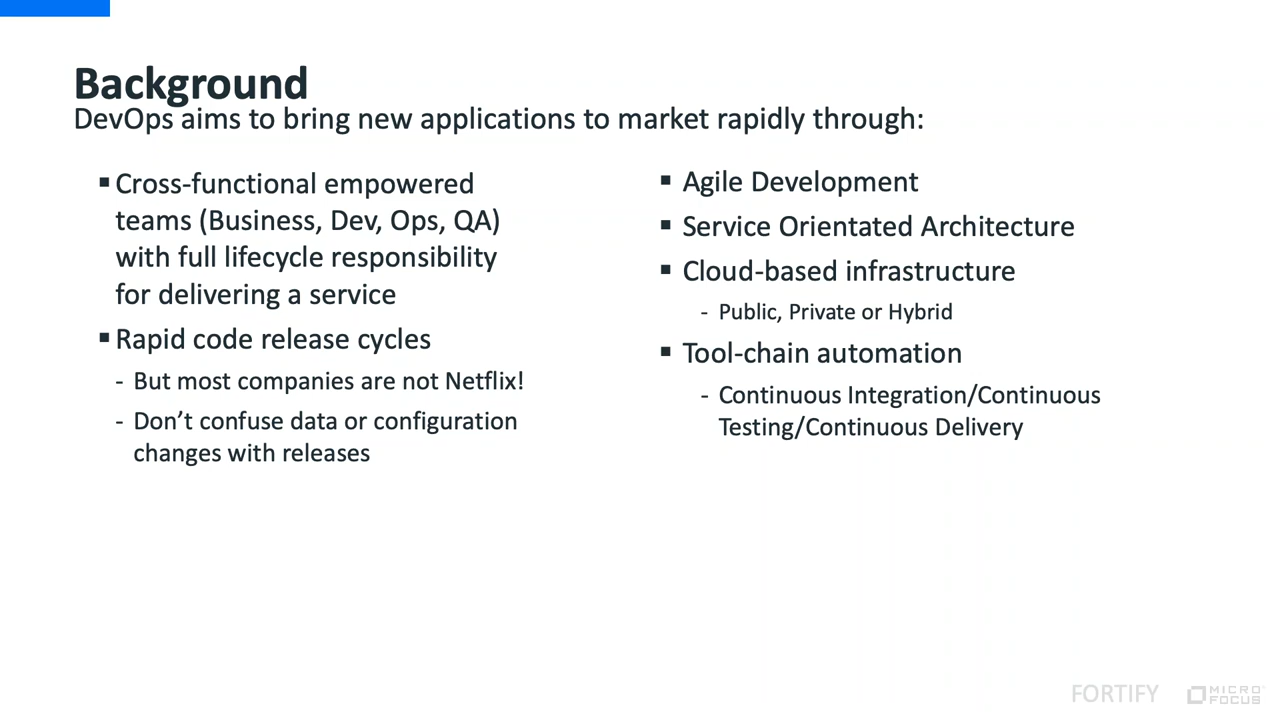 Background
DevOps aims to bring new applications to market rapidly through:
▪ Cross-functional empowered
teams (Business, Dev, Ops, QA)
with full lifecycle responsibility
for delivering a service
▪ Rapid code release cycles
- But most companies are not Netflix!
- Don’t confuse data or configuration
changes with releases
▪ Agile Development
▪ Service Orientated Architecture
▪ Cloud-based infrastructure
- Public, Private or Hybrid
▪ Tool-chain automation
- Continuous Integration/Continuous
Testing/Continuous Delivery
FORTIFY
MICRO
FOCUS